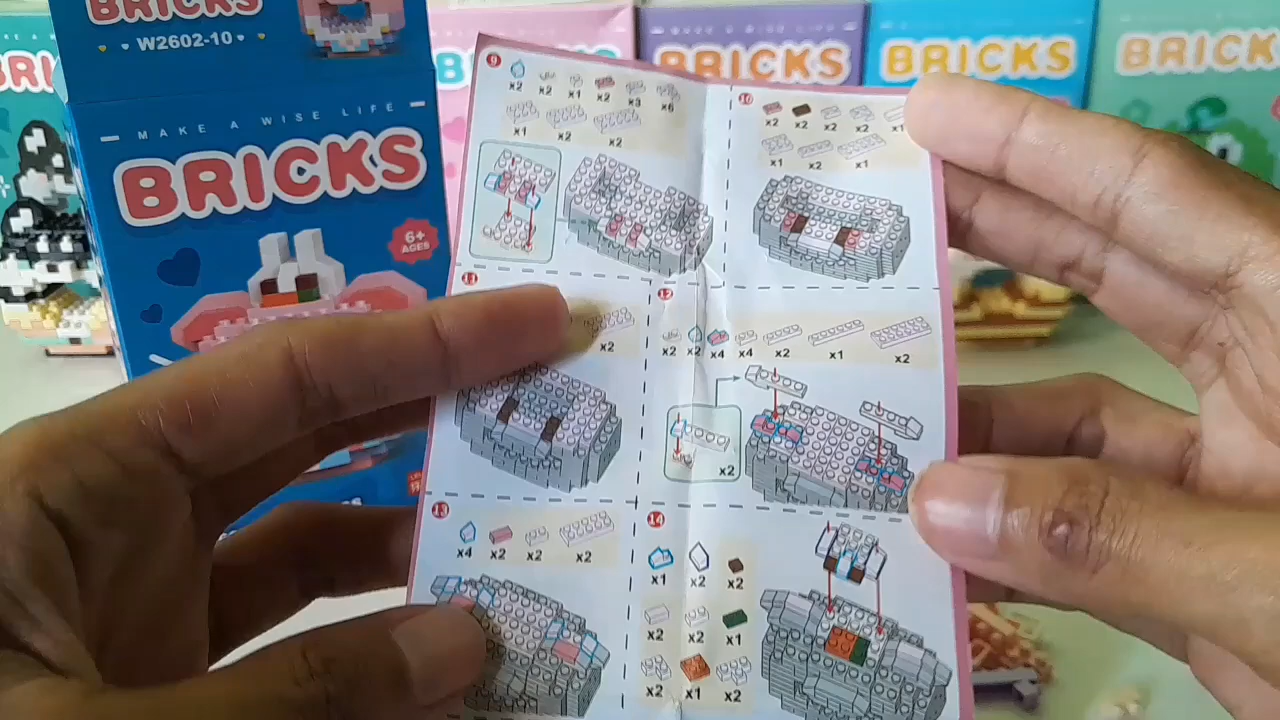 BRICKS
W2602-10
MAKE A WISE LIFE
BRICKS
6+
AGES
BRICKS
BRICKS
BRICKS
9
x2 x2 x1 x2 x3 x6
x1 x2 x2
10
x2 x2 x2 x2 x1
x1 x2 x1
11
x2
12
x2 x2 x4 x4 x2 x1 x2
x2
13
x4 x2 x2 x2
14
x1 x2 x2
x2 x2 x1
x2 x1 x2